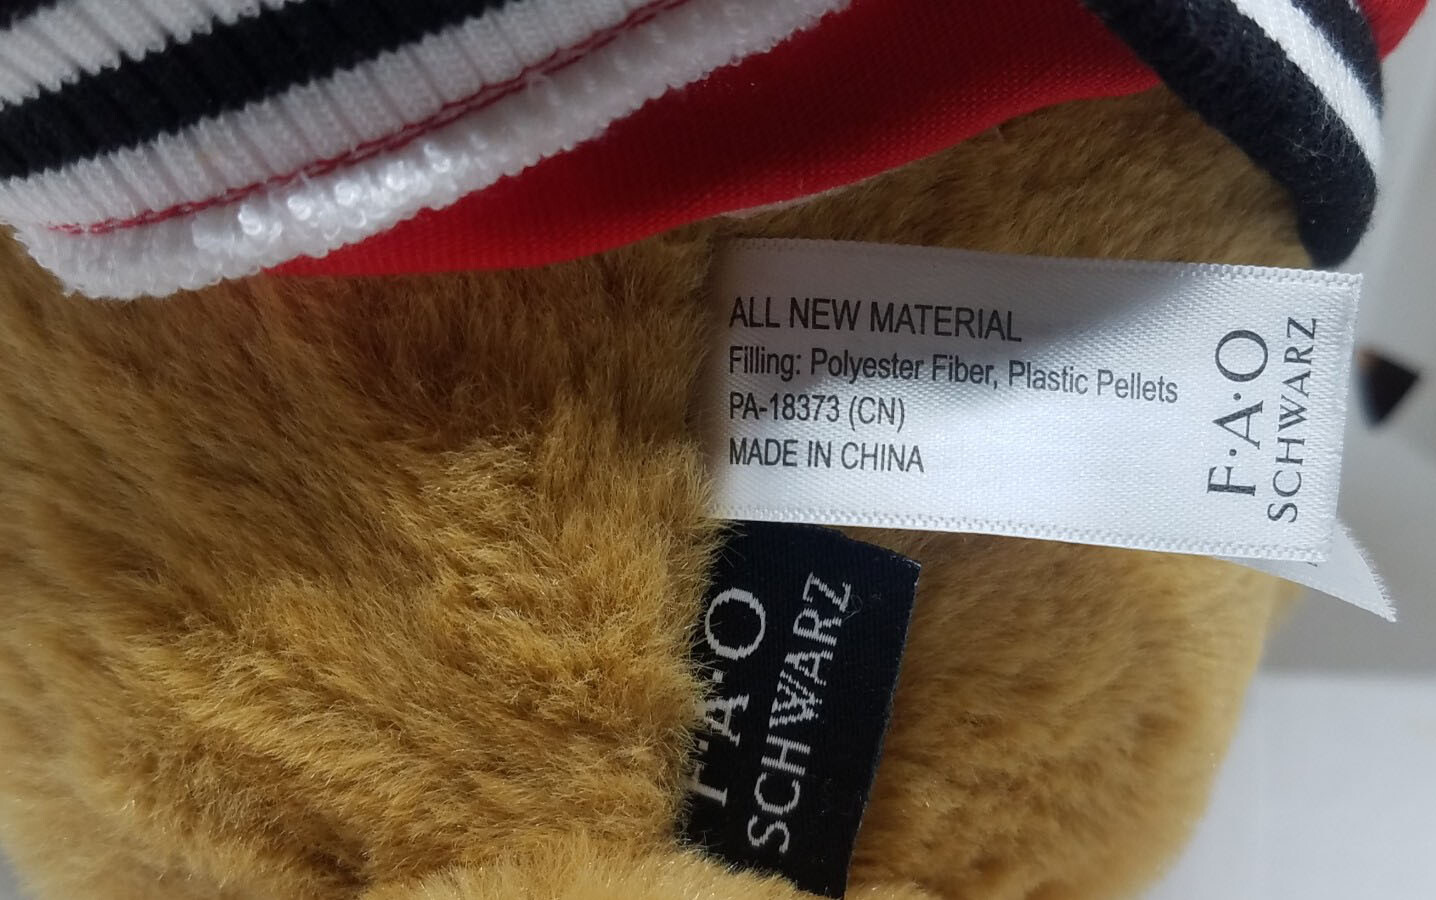 ALL NEW MATERIAL
Filling: Polyester Fiber, Plastic Pellets
PA-18373 (CN)
MADE IN CHINA
F·A·O
SCHWARZ
F·A·O
SCHWARZ